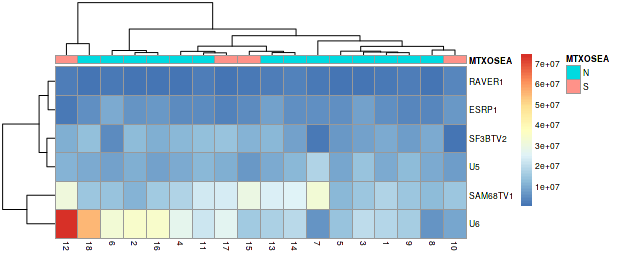 MTXOSEA
MTXOSEA
7e+07
N
RAVER1
6e+07
S
ESRP1
5e+07
SF3BTV2
4e+07
3e+07
U5
2e+07
SAM68TV1
1e+07
U6
12 18 6 2 16 4 11 17 15 13 14 7 5 3 1 9 8 10